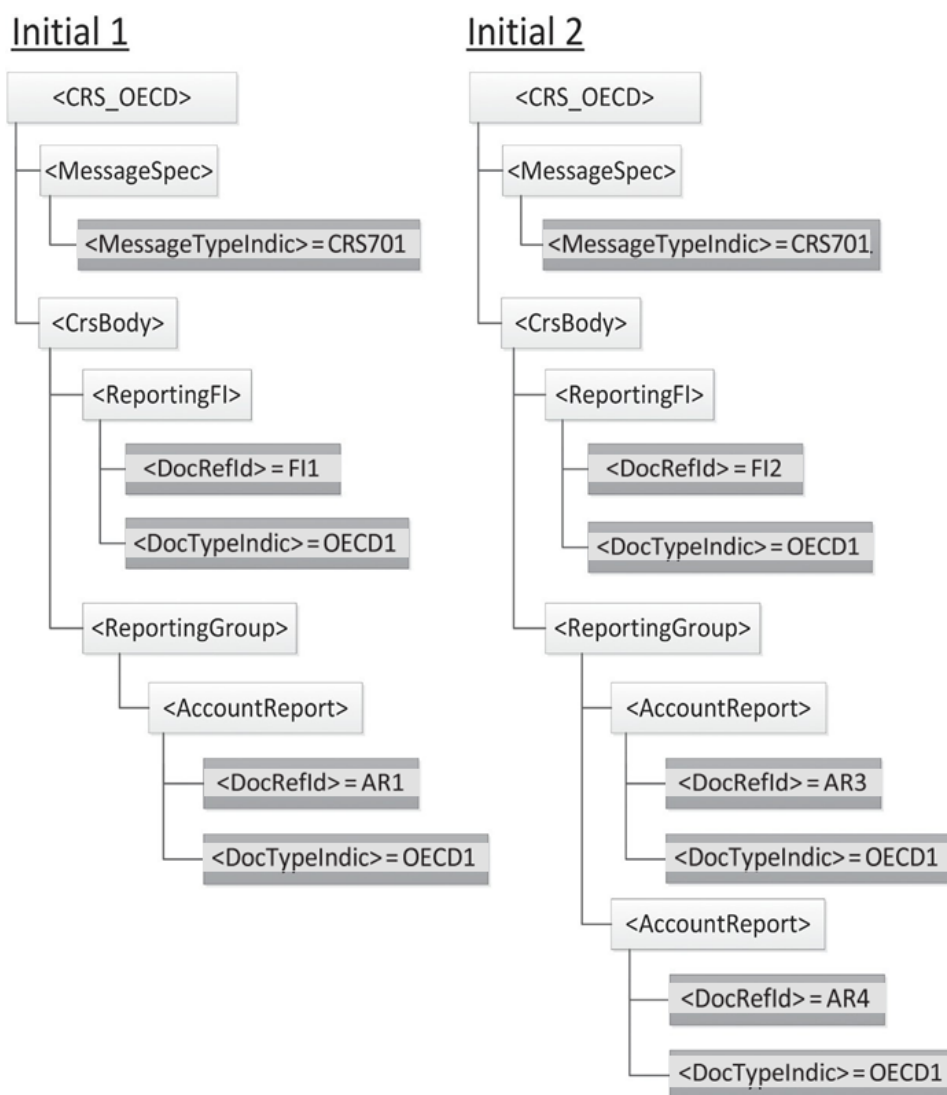 Initial 1
<CRS_OECD>
<MessageSpec>
<MessageTypeIndic> = CRS701
<CrsBody>
<ReportingFI>
<DocRefId> = FI1
<DocTypeIndic> = OECD1
<ReportingGroup>
<AccountReport>
<DocRefId> = AR1
<DocTypeIndic> = OECD1
Initial 2
<CRS_OECD>
<MessageSpec>
<MessageTypeIndic> = CRS701.
<CrsBody>
<ReportingFI>
<DocRefId> = FI2
<DocTypeIndic> = OECD1
<ReportingGroup>
<AccountReport>
<DocRefId> = AR3
<DocTypeIndic> = OECD1
<AccountReport>
<DocRefId> = AR4
<DocTypeIndic> = OECD1